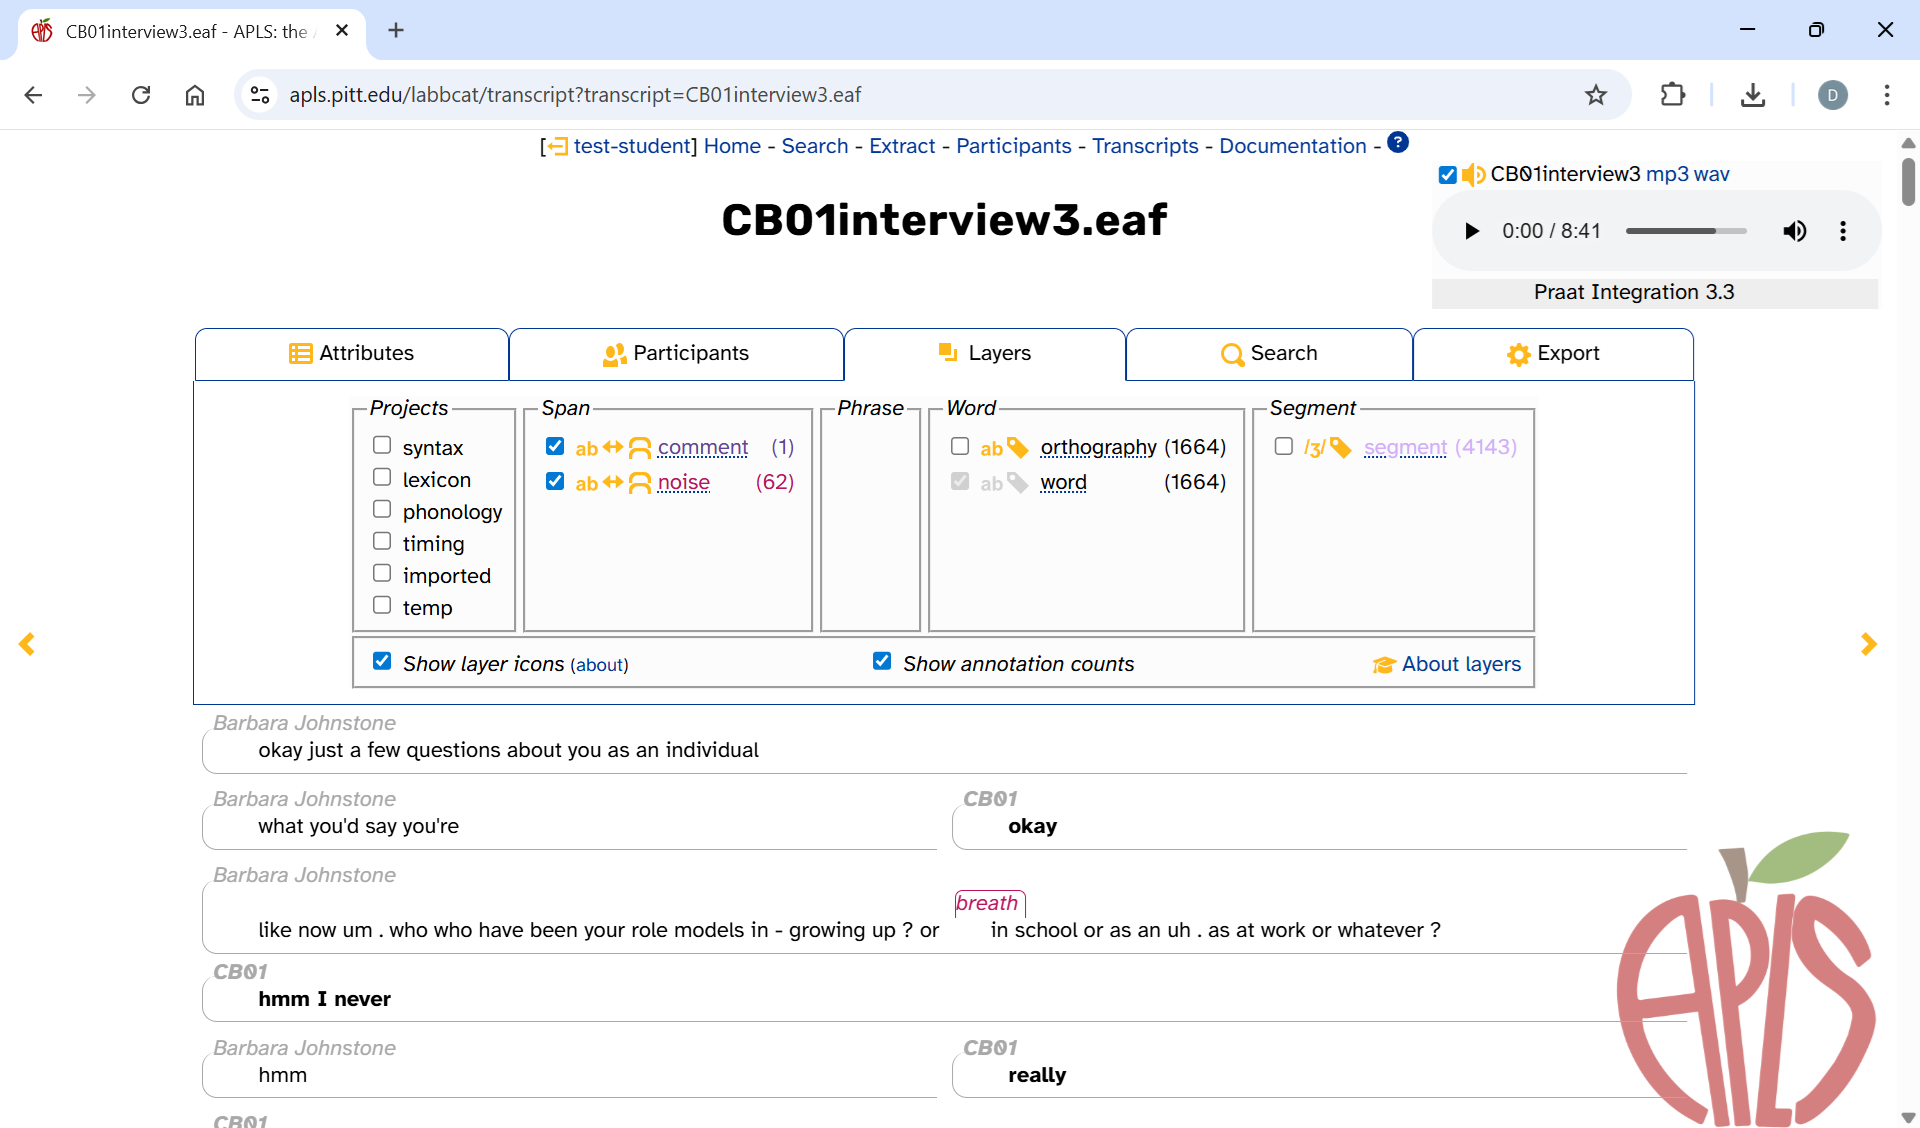 CB01interview3.eaf - APLS: the
apls.pitt.edu/labbcat/transcript?transcript=CB01interview3.eaf
D
[ test-student] Home - Search - Extract - Participants - Transcripts - Documentation - ?
CB01interview3 mp3 wav
CB01interview3.eaf
0:00 / 8:41
Praat Integration 3.3
Attributes Participants Layers Search Export
Projects Span Phrase Word Segment
syntax ab comment (1) ab orthography (1664) /ʒ/ segment (4143)
lexicon ab noise (62) ab word (1664)
phonology
timing
imported
temp
Show layer icons (about) Show annotation counts About layers
Barbara Johnstone
okay just a few questions about you as an individual
Barbara Johnstone CB01
what you'd say you're okay
Barbara Johnstone
breath
like now um . who who have been your role models in - growing up ? or in school or as an uh . as at work or whatever ?
CB01
hmm I never
Barbara Johnstone CB01
hmm really
CB01
APLS